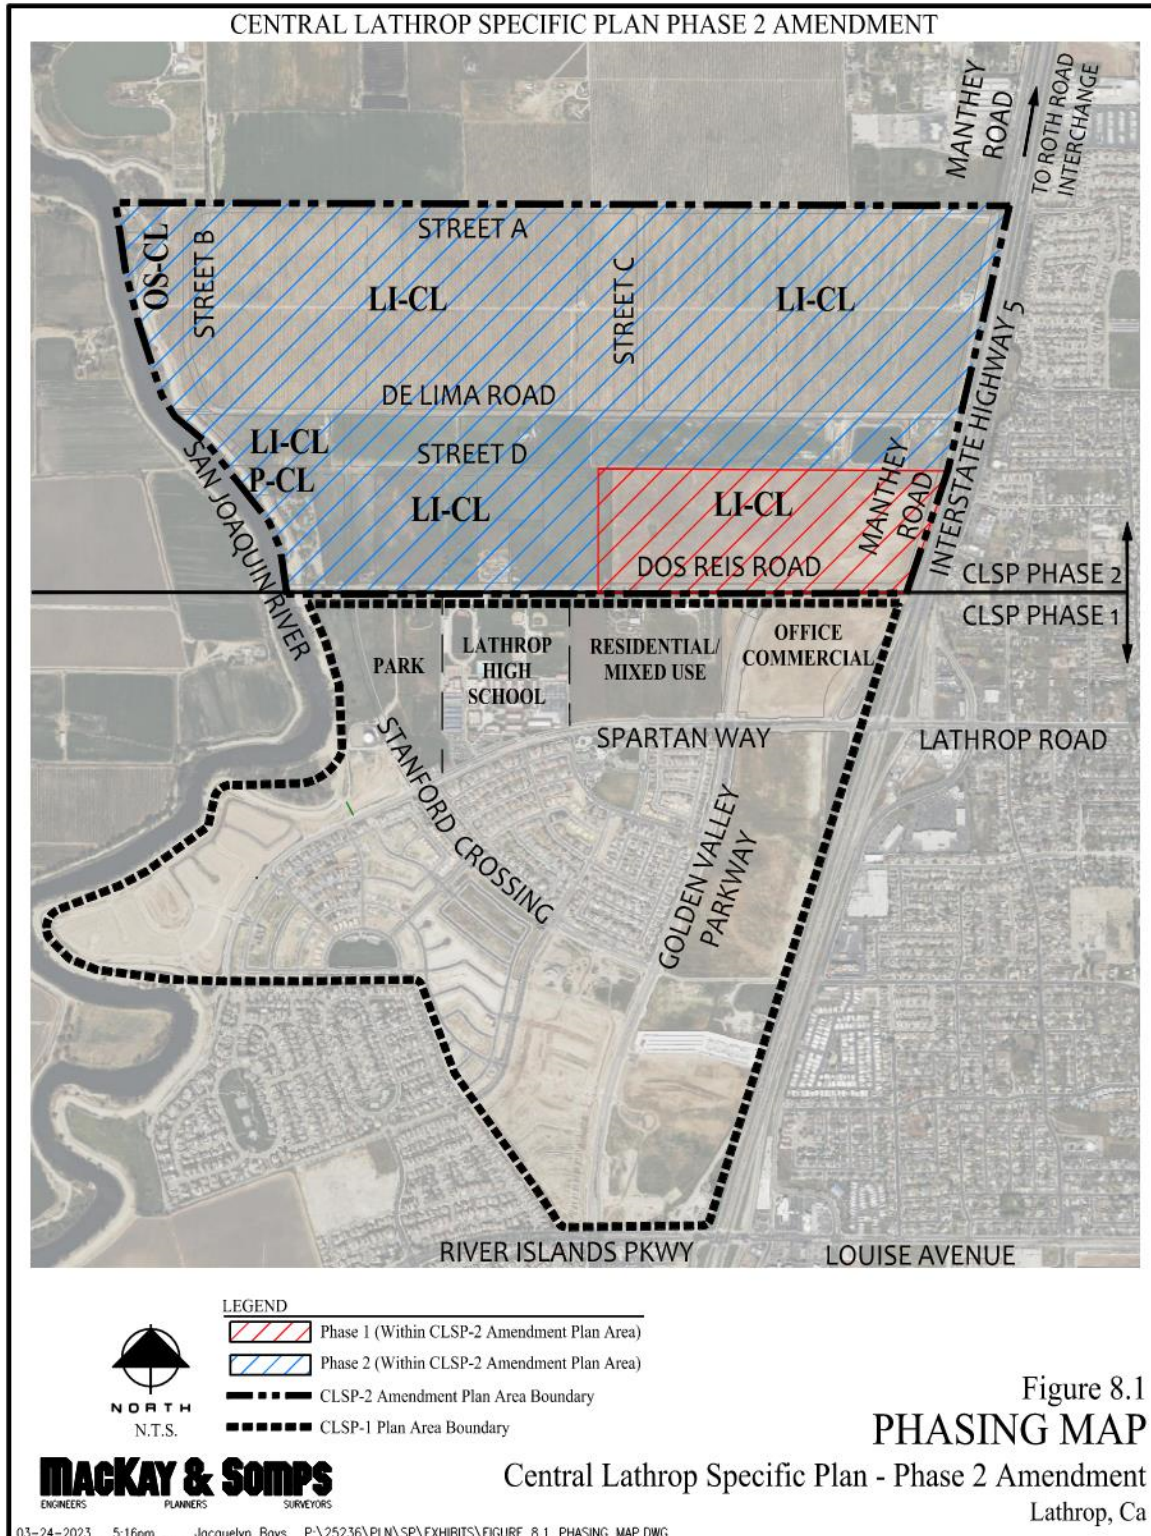 CENTRAL LATHROP SPECIFIC PLAN PHASE 2 AMENDMENT
MANTHEY
ROAD
TO ROTH ROAD
INTERCHANGE
STREET A
OS-CL
STREET B
LI-CL
STREET C
LI-CL
DE LIMA ROAD
INTERSTATE HIGHWAY 5
LI-CL
P-CL
STREET D
LI-CL
LI-CL
MANTHEY
ROAD
SAN JOAQUIN RIVER
DOS REIS ROAD
CLSP PHASE 2
CLSP PHASE 1
PARK
LATHROP
HIGH
SCHOOL
RESIDENTIAL/
MIXED USE
OFFICE
COMMERCIAL
SPARTAN WAY
LATHROP ROAD
STANFORD CROSSING
GOLDEN VALLEY
PARKWAY
RIVER ISLANDS PKWY
LOUISE AVENUE
LEGEND
Phase 1 (Within CLSP-2 Amendment Plan Area)
Phase 2 (Within CLSP-2 Amendment Plan Area)
CLSP-2 Amendment Plan Area Boundary
CLSP-1 Plan Area Boundary
NORTH
N.T.S.
Figure 8.1
PHASING MAP
Central Lathrop Specific Plan - Phase 2 Amendment
Lathrop, Ca
MACKAY & SOMPS
ENGINEERS PLANNERS SURVEYORS
03-24-2023 5:16pm Jacquelyn Bays P:\25236\PLN\SP\EXHIBITS\FIGURE 8.1 PHASING MAP.DWG